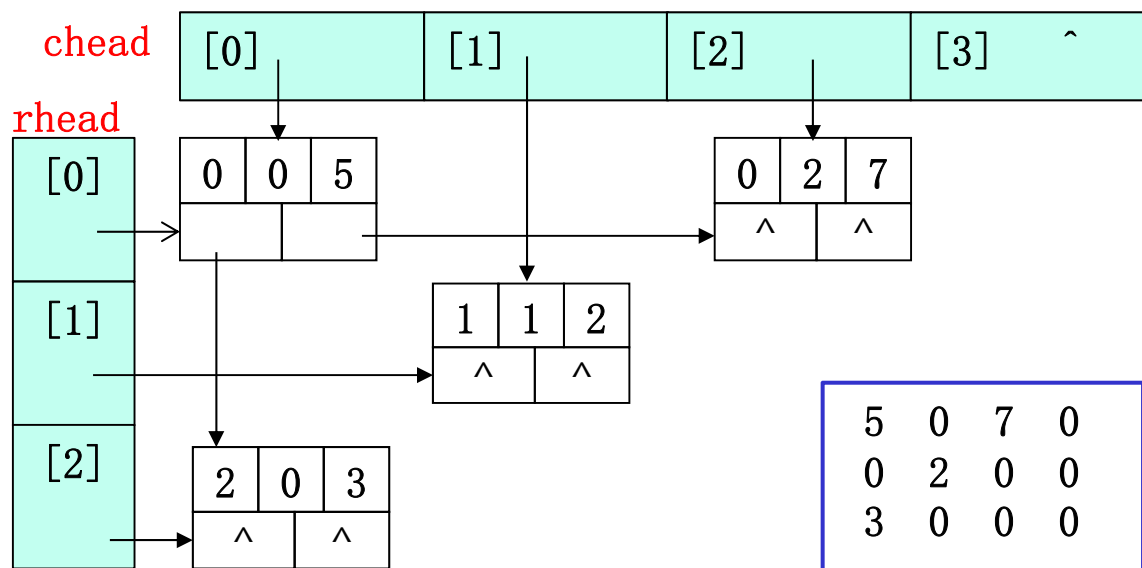 chead [0] [1] [2] [3] ^
rhead
[0] 0 0 5 0 2 7
^ ^
[1] 1 1 2
^ ^
[2] 2 0 3
^ ^
5 0 7 0
0 2 0 0
3 0 0 0